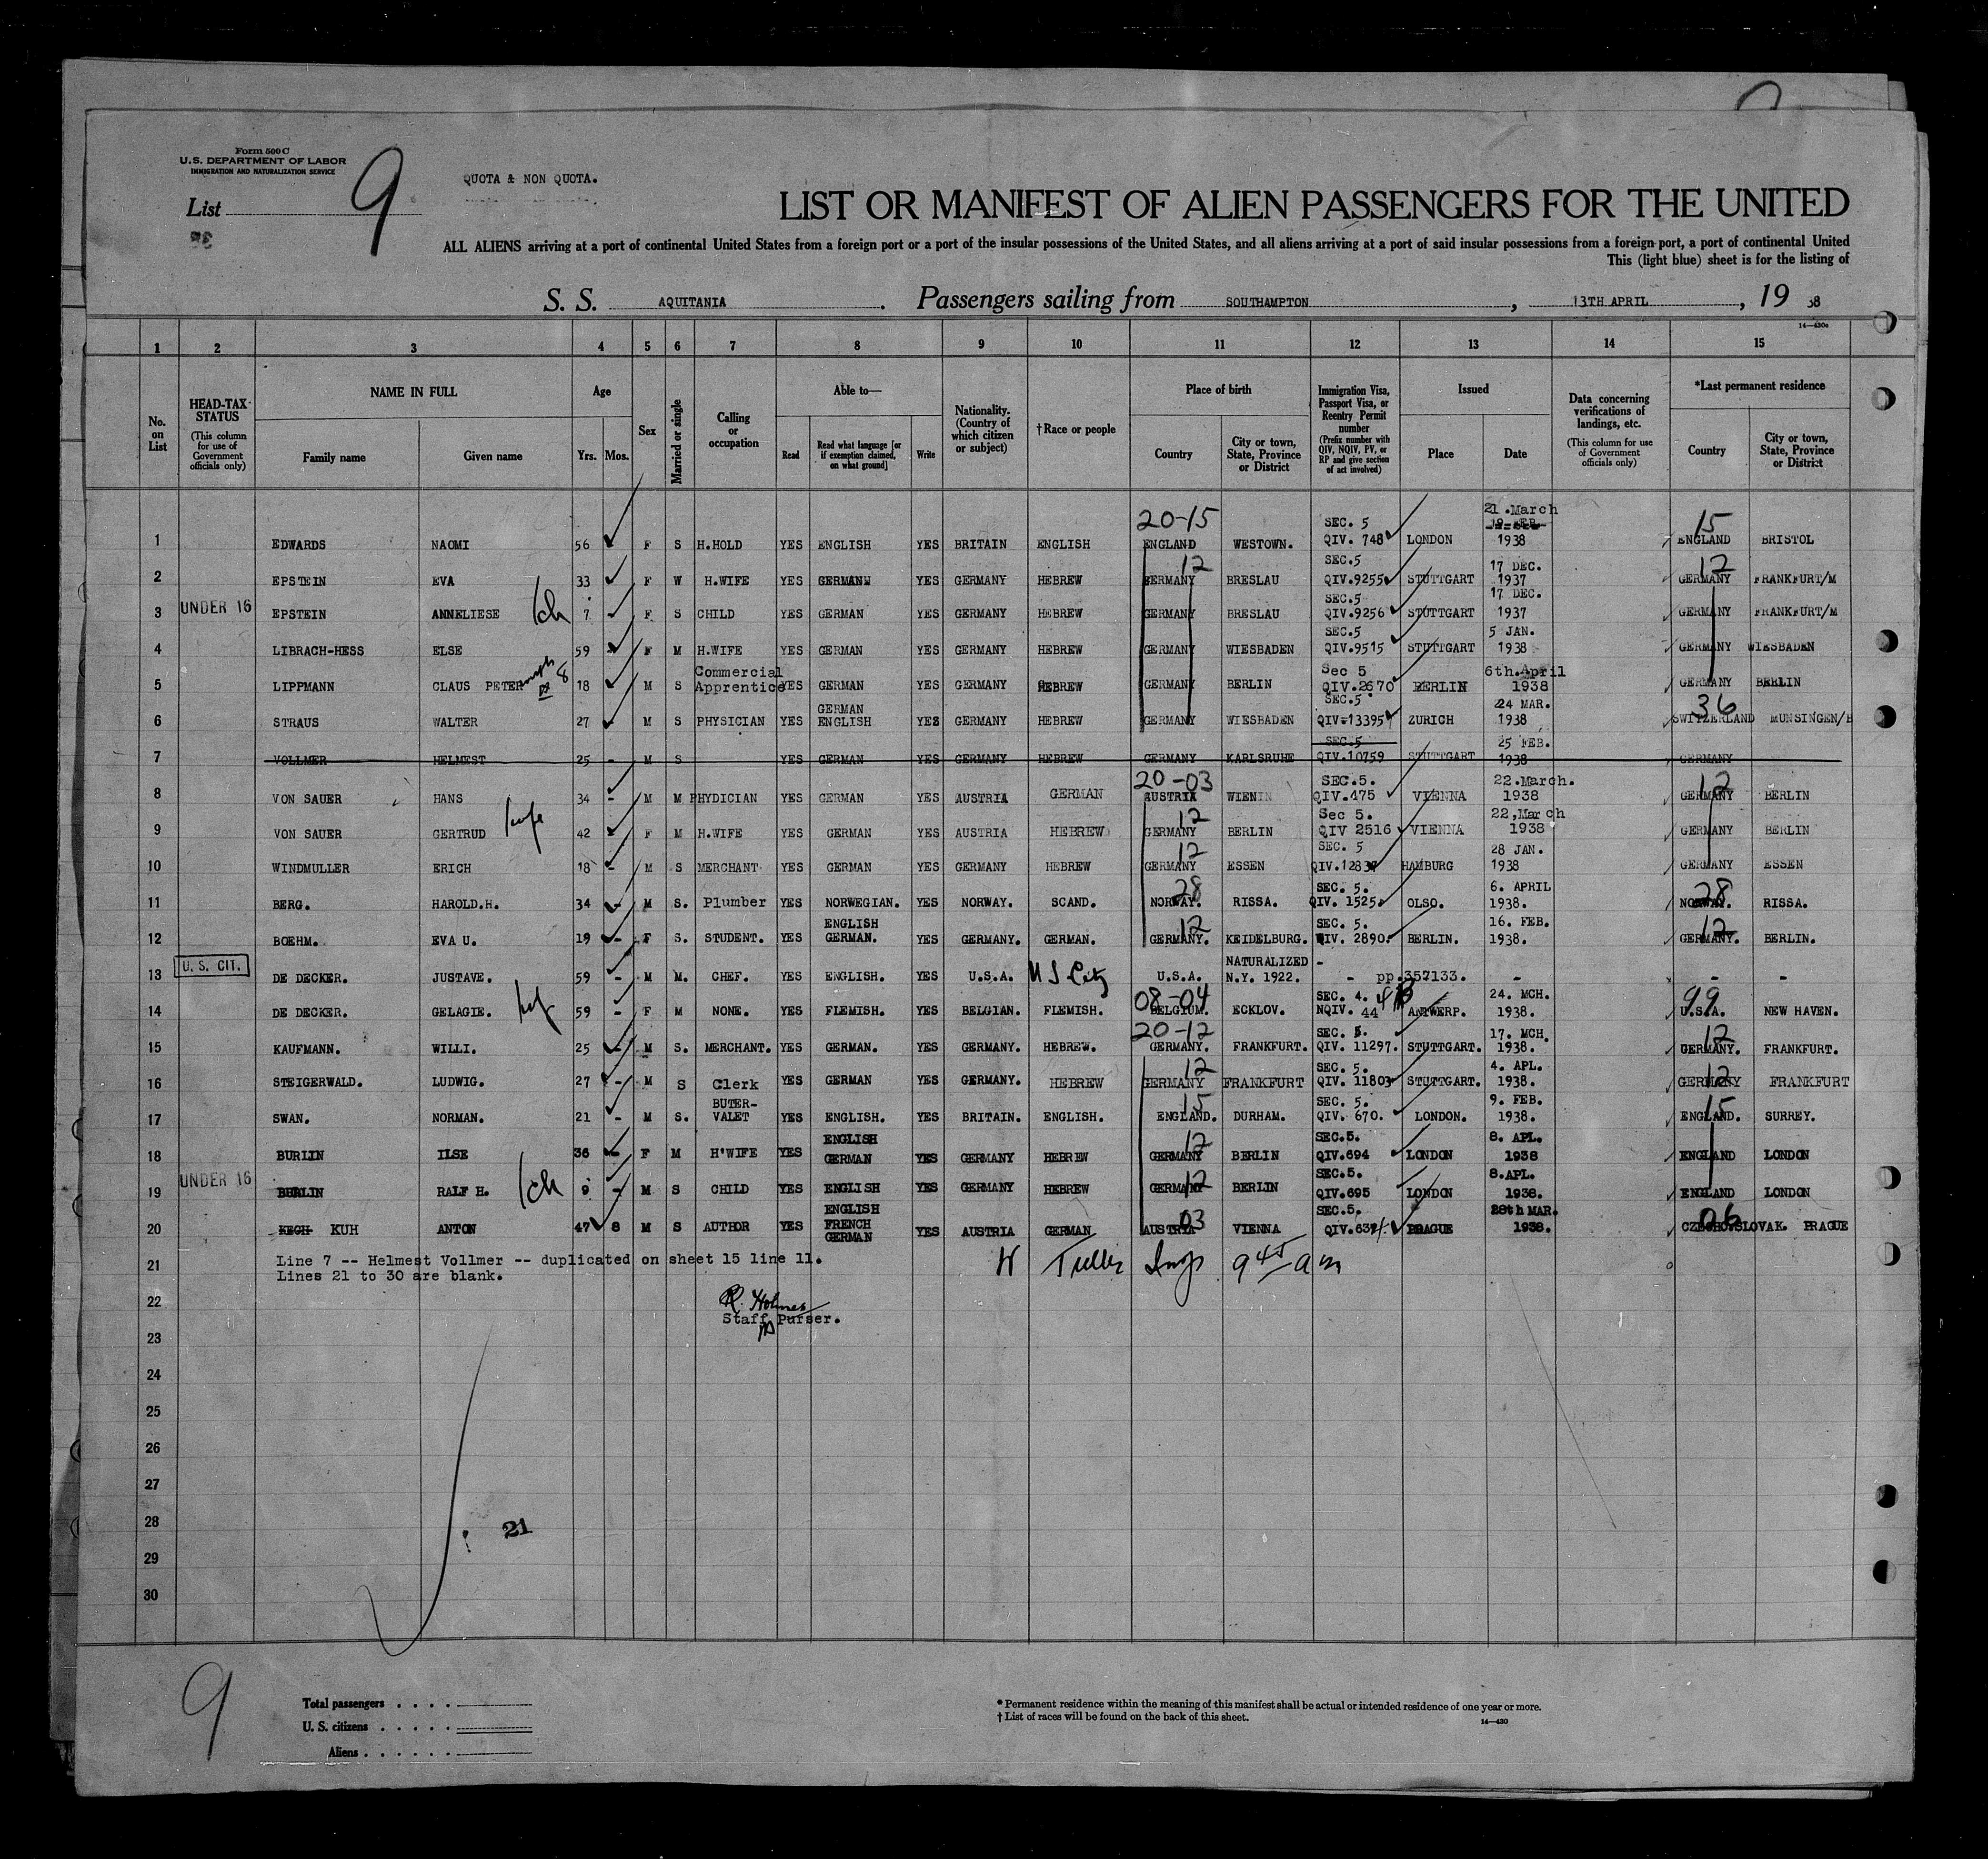 Form 500 C
U.S. DEPARTMENT OF LABOR
IMMIGRATION AND NATURALIZATION SERVICE
List 9
QUOTA & NON QUOTA.
LIST OR MANIFEST OF ALIEN PASSENGERS FOR THE UNITED
ALL ALIENS arriving at a port of continental United States from a foreign port or a port of the insular possessions of the United States, and all aliens arriving at a port of said insular possessions from a foreign port, a port of continental United
This (light blue) sheet is for the listing of
S. S. AQUITANIA. Passengers sailing from SOUTHAMPTON, 13TH APRIL, 19 38
1 2 3 4 5 6 7 8 9 10 11 12 13 14 15
No. on List
HEAD-TAX STATUS (This column for use of Government officials only)
NAME IN FULL Family name Given name
Age Yrs. Mos.
Sex
Married or single
Calling or occupation
Able to— Read Read what language [or if exemption claimed, on what ground] Write
Nationality. (Country of which citizen or subject)
†Race or people
Place of birth Country City or town, State, Province or District
Immigration Visa, Passport Visa, or Reentry Permit number (Prefix number with QIV, NQIV, PV, or RP and give section of act involved)
Issued Place Date
Data concerning verifications of landings, etc. (This column for use of Government officials only)
*Last permanent residence Country City or town, State, Province or District
1 EDWARDS NAOMI 56 F S H.HOLD YES ENGLISH YES BRITAIN ENGLISH 20-15 ENGLAND WESTOWN. SEC. 5 QIV. 748 LONDON 21.March 1938 15 ENGLAND BRISTOL
2 EPSTEIN EVA 33 F W H.WIFE YES GERMAN YES GERMANY HEBREW 12 GERMANY BRESLAU SEC.5 QIV.9255 STUTTGART 17 DEC. 1937 12 GERMANY FRANKFURT/M
3 UNDER 16 EPSTEIN ANNELIESE 1ch 7 F S CHILD YES GERMAN YES GERMANY HEBREW GERMANY BRESLAU SEC.5 QIV.9256 STUTTGART 17 DEC. 1937 GERMANY FRANKFURT/M
4 LIBRACH-HESS ELSE 59 F M H.WIFE YES GERMAN YES GERMANY HEBREW GERMANY WIESBADEN SEC.5 QIV.9515 STUTTGART 5 JAN. 1938 GERMANY WIESBADEN
5 LIPPMANN CLAUS PETER 18 M S Commercial Apprentice YES GERMAN YES GERMANY HEBREW GERMANY BERLIN Sec 5 QIV.2670 BERLIN 6th.April 1938 GERMANY BERLIN
6 STRAUS WALTER 27 M S PHYSICIAN YES GERMAN ENGLISH YES GERMANY HEBREW GERMANY WIESBADEN SEC.5 QIV-13395 ZURICH 24 MAR. 1938 36 SWITZERLAND MUNSINGEN/B
7 VOLLMER HELMEST 25 - M S YES GERMAN YES GERMANY HEBREW GERMANY KARLSRUHE SEC.5 QIV-10759 STUTTGART 25 FEB. 1938 GERMANY
8 VON SAUER HANS 34 - M M PHYDICIAN YES GERMAN YES AUSTRIA GERMAN 20-03 AUSTRIA WIEN SEC.5. QIV.475 VIENNA 22.March. 1938 12 GERMANY BERLIN
9 VON SAUER GERTRUD 1wife 42 F M H.WIFE YES GERMAN YES AUSTRIA HEBREW 12 GERMANY BERLIN Sec 5. QIV 2516 VIENNA 22,March 1938 GERMANY BERLIN
10 WINDMULLER ERICH 18 - M S MERCHANT YES GERMAN YES GERMANY HEBREW 12 GERMANY ESSEN SEC. 5 QIV.12837 HAMBURG 28 JAN. 1938 GERMANY ESSEN
11 BERG. HAROLD.H. 34 - M S. Plumber YES NORWEGIAN. YES NORWAY. SCAND. 28 NORWAY. RISSA. SEC. 5. QIV. 1525. OLSO. 6. APRIL 1938. 28 NORWAY. RISSA.
12 BOEHM. EVA U. 19 - F S. STUDENT. YES ENGLISH GERMAN. YES GERMANY. GERMAN. 12 GERMANY. KEIDELBURG. SEC. 5. QIV. 2890. BERLIN. 16. FEB. 1938. 12 GERMANY. BERLIN.
13 U. S. CIT. DE DECKER. JUSTAVE. 59 - M M. CHEF. YES ENGLISH. YES U.S.A. U S City U.S.A. NATURALIZED N.Y. 1922. - pp.357133. - - -
14 DE DECKER. GELAGIE. 59 - F M NONE. YES FLEMISH. YES BELGIAN. FLEMISH. 08-04 BELGIUM. ECKLOV. SEC. 4. NQIV. 44 ANTWERP. 24. MCH. 1938. 99 U.S.A. NEW HAVEN.
15 KAUFMANN. WILLI. 25 - M S. MERCHANT. YES GERMAN. YES GERMANY. HEBREW. 20-12 GERMANY. FRANKFURT. SEC. 5. QIV. 11297. STUTTGART. 17. MCH. 1938. 12 GERMANY. FRANKFURT.
16 STEIGERWALD. LUDWIG. 27 - M S Clerk YES GERMAN YES GERMANY. HEBREW 12 GERMANY FRANKFURT SEC. 5. QIV. 11803 STUTTGART. 4. APL. 1938. 12 GERMANY FRANKFURT
17 SWAN. NORMAN. 21 - M S. BUTER-VALET YES ENGLISH. YES BRITAIN. ENGLISH. 15 ENGLAND. DURHAM. SEC. 5. QIV. 670. LONDON. 9. FEB. 1938. 15 ENGLAND. SURREY.
18 BURLIN ILSE 36 - F M H'WIFE YES ENGLISH GERMAN YES GERMANY HEBREW 12 GERMANY BERLIN SEC.5. QIV.694 LONDON 8. APL. 1938 ENGLAND LONDON
19 UNDER 16 BURLIN RALF H. 1ch 9 - M S CHILD YES ENGLISH YES GERMANY HEBREW 12 GERMANY BERLIN SEC.5. QIV.695 LONDON 8.APL. 1938. ENGLAND LONDON
20 KUH ANTON 47 8 M S AUTHOR YES ENGLISH FRENCH GERMAN YES AUSTRIA GERMAN 03 AUSTRIA VIENNA SEC.5. PRAGUE 28th MAR. 1938. 06 CZECHOSLOVAK. PRAGUE
21 Line 7 -- Helmest Vollmer -- duplicated on sheet 15 line 11.
Lines 21 to 30 are blank.
945 am
22 R. Holmes
Staff Purser.
23
24
25
26
27
28 21
29
30
9
Total passengers
U. S. citizens
Aliens
* Permanent residence within the meaning of this manifest shall be actual or intended residence of one year or more.
† List of races will be found on the back of this sheet.
14—430